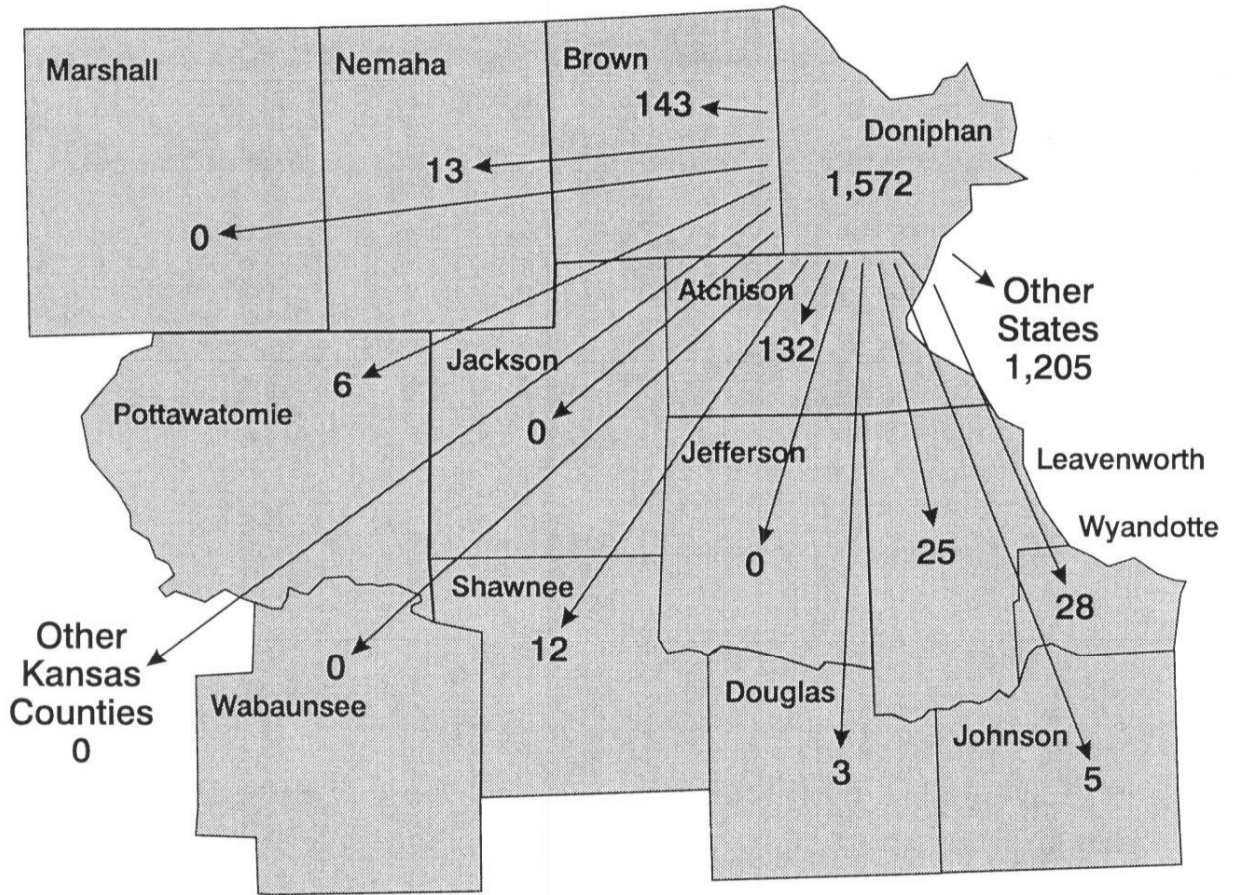 Marshall
Nemaha
Brown
143
Doniphan
13
1,572
0
Other
States
1,205
Atchison
132
Jackson
6
Pottawatomie
0
Jefferson
Leavenworth
Wyandotte
0
25
28
Shawnee
12
Other
Kansas
Counties
0
0
Wabaunsee
Douglas
3
Johnson
5